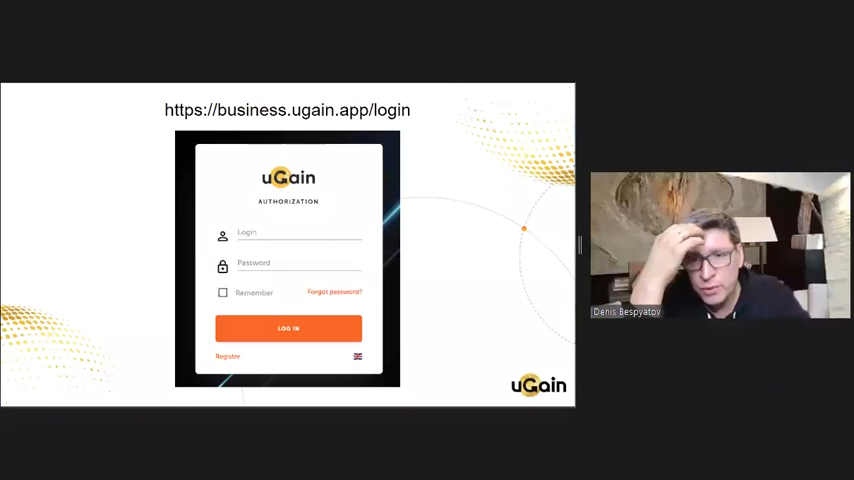 https://business.ugain.app/login
uGain
AUTHORIZATION
Login
Password
Remember
Forgot password?
LOG IN
Register
uGain
Denis Bespyatov